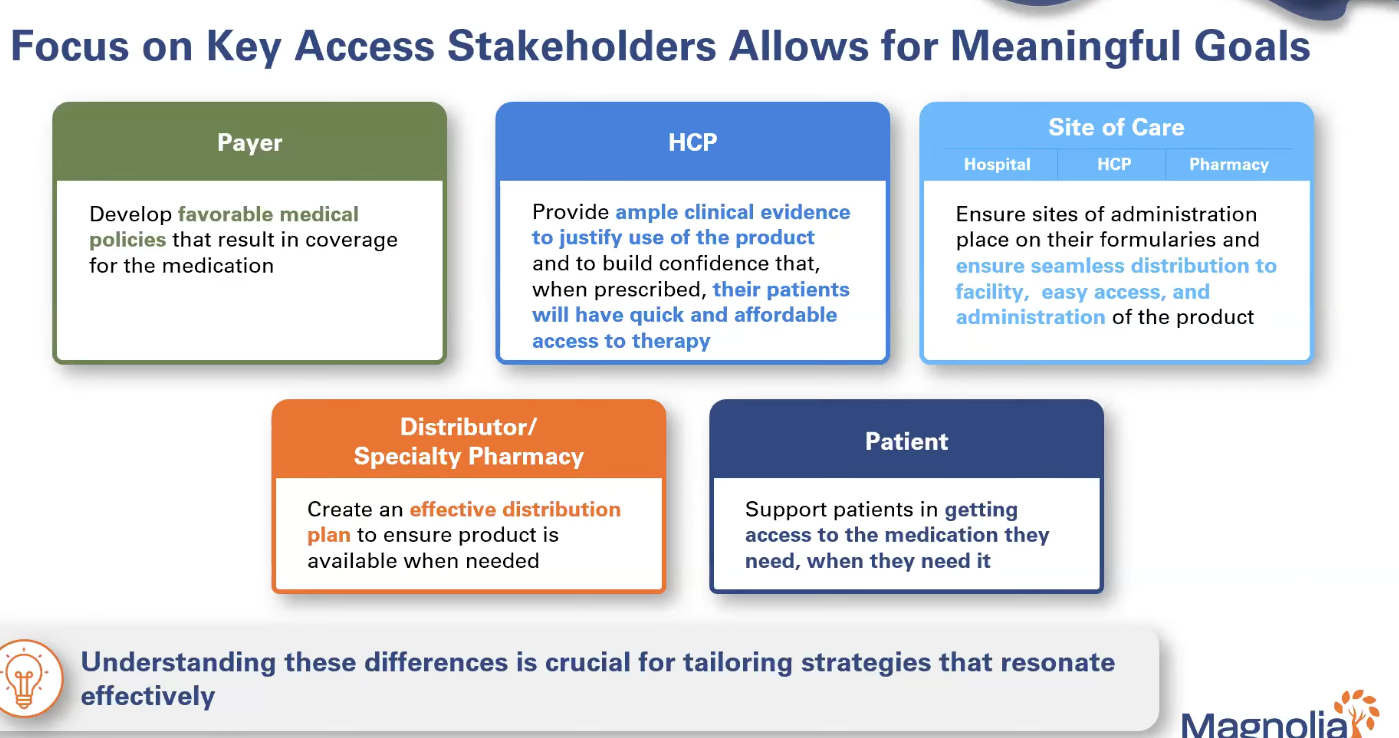 Focus on Key Access Stakeholders Allows for Meaningful Goals
Payer
Develop favorable medical
policies that result in coverage
for the medication
HCP
Provide ample clinical evidence
to justify use of the product
and to build confidence that,
when prescribed, their patients
will have quick and affordable
access to therapy
Site of Care
Hospital
HCP
Pharmacy
Ensure sites of administration
place on their formularies and
ensure seamless distribution to
facility, easy access, and
administration of the product
Distributor/
Specialty Pharmacy
Create an effective distribution
plan to ensure product is
available when needed
Patient
Support patients in getting
access to the medication they
need, when they need it
Understanding these differences is crucial for tailoring strategies that resonate
effectively
Magnolia